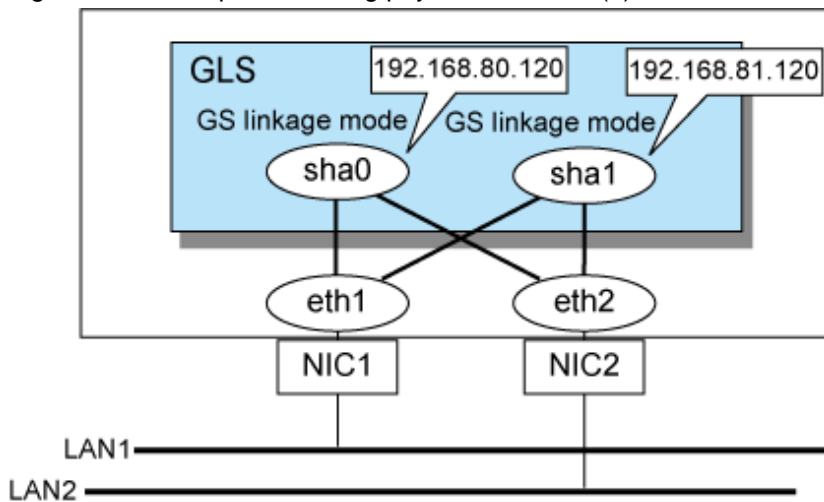 GLS
192.168.80.120
192.168.81.120
GS linkage mode
GS linkage mode
sha0
sha1
eth1
eth2
NIC1
NIC2
LAN1
LAN2